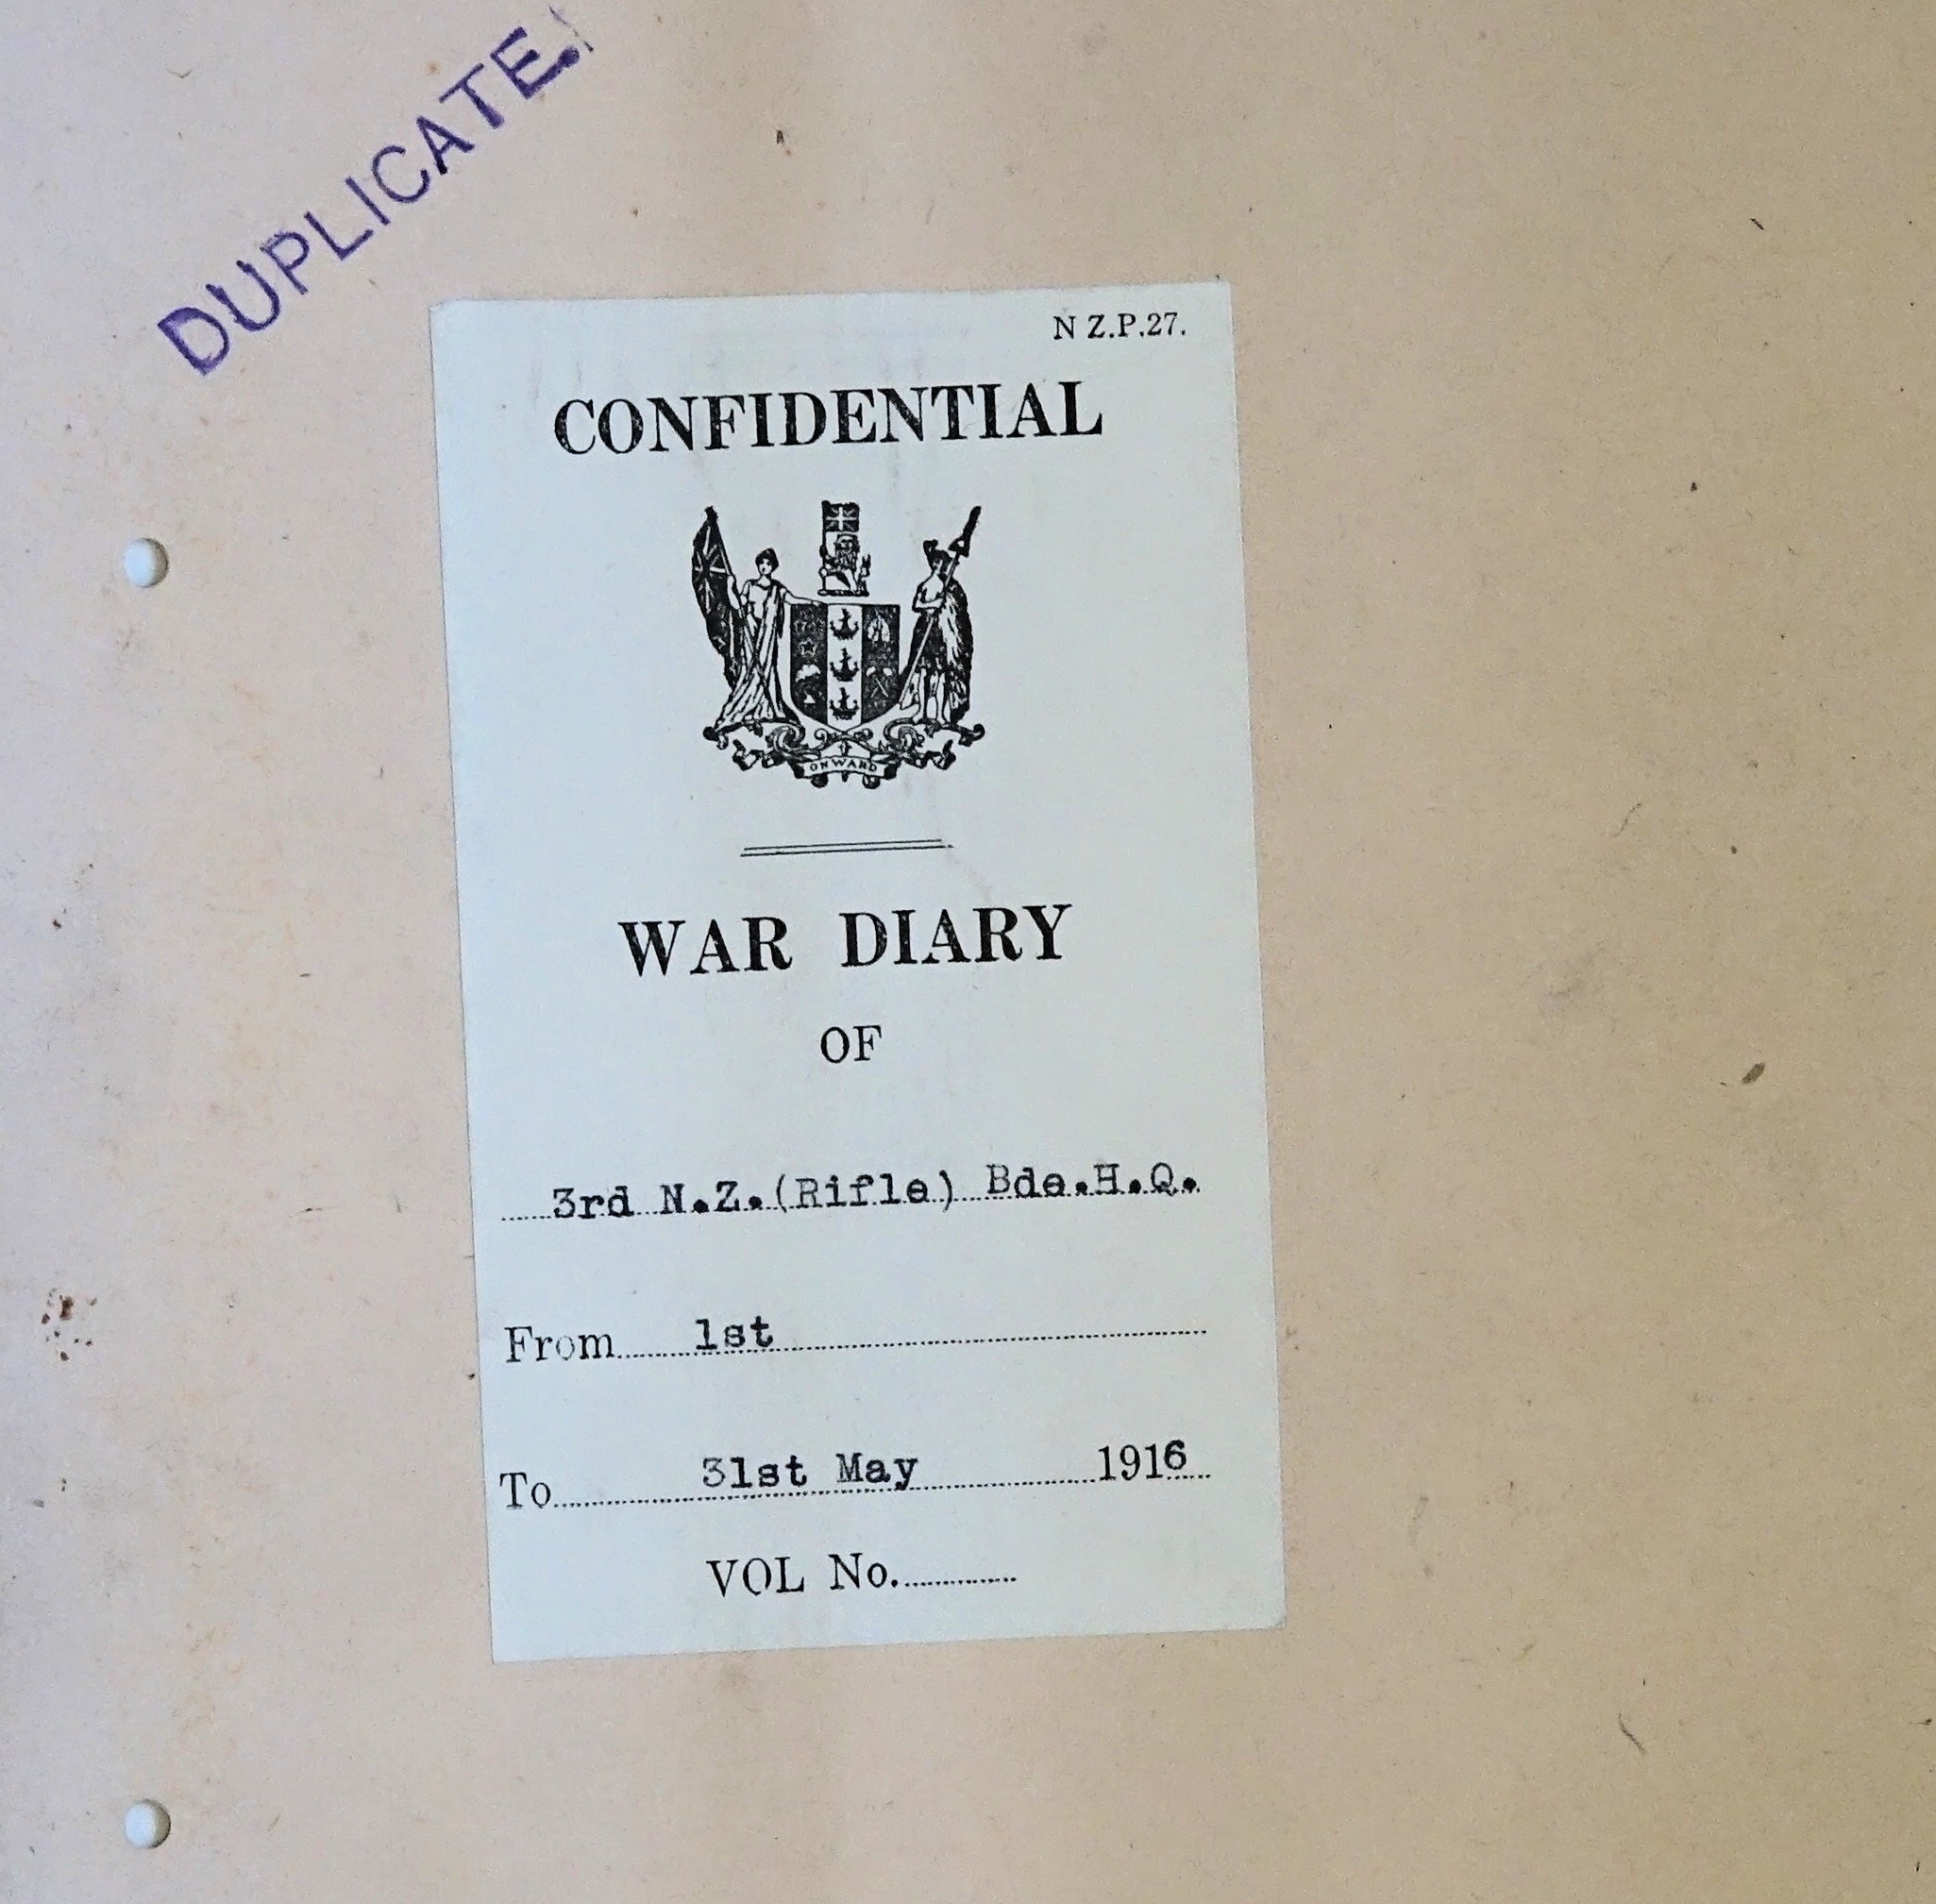 DUPLICATE.
N Z.P.27.
CONFIDENTIAL
ONWARD
WAR DIARY
OF
3rd N.Z.(Rifle) Bde.H.Q.
From 1st
To 31st May 1916
VOL No.